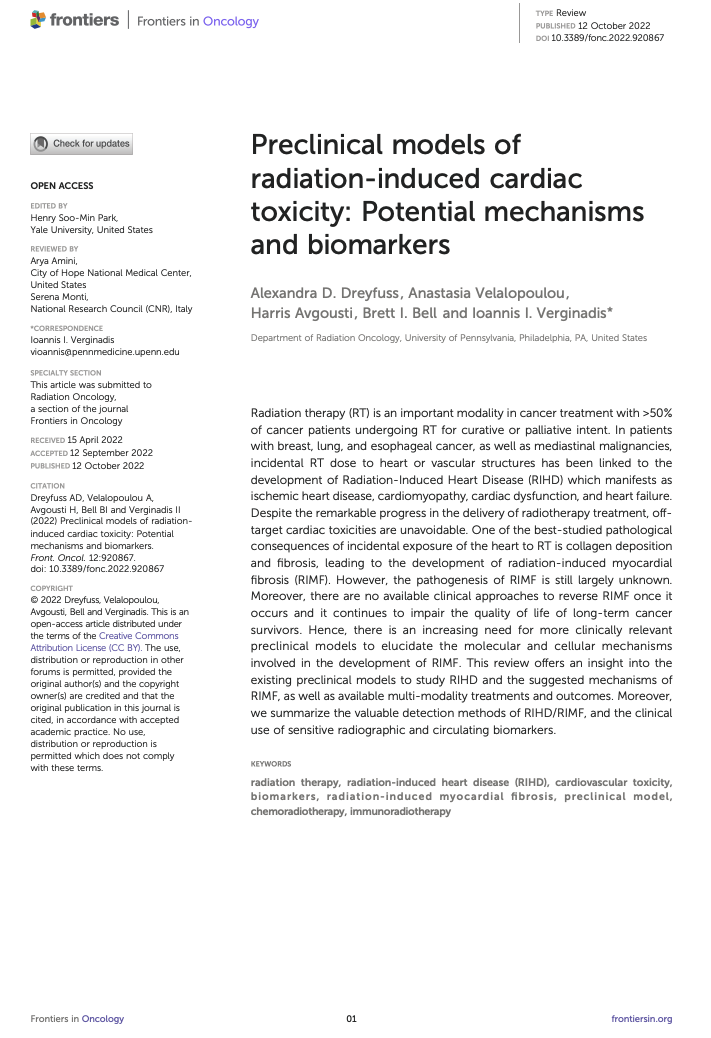 frontiers | Frontiers in Oncology
TYPE Review
PUBLISHED 12 October 2022
DOI 10.3389/fonc.2022.920867
Check for updates
OPEN ACCESS
EDITED BY
Henry Soo-Min Park,
Yale University, United States
REVIEWED BY
Arya Amini,
City of Hope National Medical Center,
United States
Serena Monti,
National Research Council (CNR), Italy
*CORRESPONDENCE
Ioannis I. Verginadis
vioannis@pennmedicine.upenn.edu
SPECIALTY SECTION
This article was submitted to
Radiation Oncology,
a section of the journal
Frontiers in Oncology
RECEIVED 15 April 2022
ACCEPTED 12 September 2022
PUBLISHED 12 October 2022
CITATION
Dreyfuss AD, Velalopoulou A,
Avgousti H, Bell BI and Verginadis II
(2022) Preclinical models of radiation-
induced cardiac toxicity: Potential
mechanisms and biomarkers.
Front. Oncol. 12:920867.
doi: 10.3389/fonc.2022.920867
COPYRIGHT
© 2022 Dreyfuss, Velalopoulou,
Avgousti, Bell and Verginadis. This is an
open-access article distributed under
the terms of the Creative Commons
Attribution License (CC BY). The use,
distribution or reproduction in other
forums is permitted, provided the
original author(s) and the copyright
owner(s) are credited and that the
original publication in this journal is
cited, in accordance with accepted
academic practice. No use,
distribution or reproduction is
permitted which does not comply
with these terms.
Preclinical models of
radiation-induced cardiac
toxicity: Potential mechanisms
and biomarkers
Alexandra D. Dreyfuss, Anastasia Velalopoulou,
Harris Avgousti, Brett I. Bell and Ioannis I. Verginadis*
Department of Radiation Oncology, University of Pennsylvania, Philadelphia, PA, United States
Radiation therapy (RT) is an important modality in cancer treatment with >50%
of cancer patients undergoing RT for curative or palliative intent. In patients
with breast, lung, and esophageal cancer, as well as mediastinal malignancies,
incidental RT dose to heart or vascular structures has been linked to the
development of Radiation-Induced Heart Disease (RIHD) which manifests as
ischemic heart disease, cardiomyopathy, cardiac dysfunction, and heart failure.
Despite the remarkable progress in the delivery of radiotherapy treatment, off-
target cardiac toxicities are unavoidable. One of the best-studied pathological
consequences of incidental exposure of the heart to RT is collagen deposition
and fibrosis, leading to the development of radiation-induced myocardial
fibrosis (RIMF). However, the pathogenesis of RIMF is still largely unknown.
Moreover, there are no available clinical approaches to reverse RIMF once it
occurs and it continues to impair the quality of life of long-term cancer
survivors. Hence, there is an increasing need for more clinically relevant
preclinical models to elucidate the molecular and cellular mechanisms
involved in the development of RIMF. This review offers an insight into the
existing preclinical models to study RIHD and the suggested mechanisms of
RIMF, as well as available multi-modality treatments and outcomes. Moreover,
we summarize the valuable detection methods of RIHD/RIMF, and the clinical
use of sensitive radiographic and circulating biomarkers.
KEYWORDS
radiation therapy, radiation-induced heart disease (RIHD), cardiovascular toxicity,
biomarkers, radiation-induced myocardial fibrosis, preclinical model,
chemoradiotherapy, immunoradiotherapy
Frontiers in Oncology
01
frontiersin.org